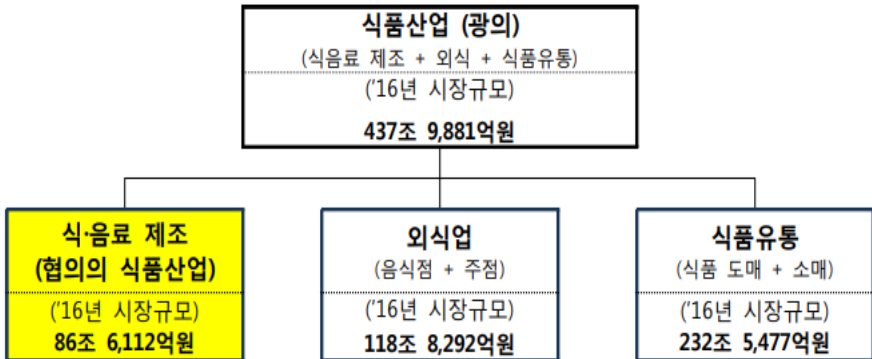 식품산업 (광의)
(식음료 제조 + 외식 + 식품유통)
('16년 시장규모)
437조 9,881억원
식·음료 제조
(협의의 식품산업)
('16년 시장규모)
86조 6,112억원
외식업
(음식점 + 주점)
('16년 시장규모)
118조 8,292억원
식품유통
(식품 도매 + 소매)
('16년 시장규모)
232조 5,477억원